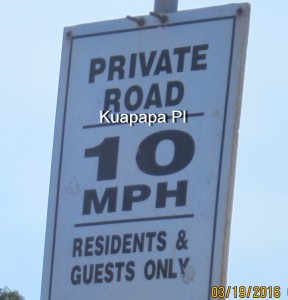 PRIVATE
ROAD
Kuapapa Pl
10
MPH
RESIDENTS &
GUESTS ONLY
03/19/2016